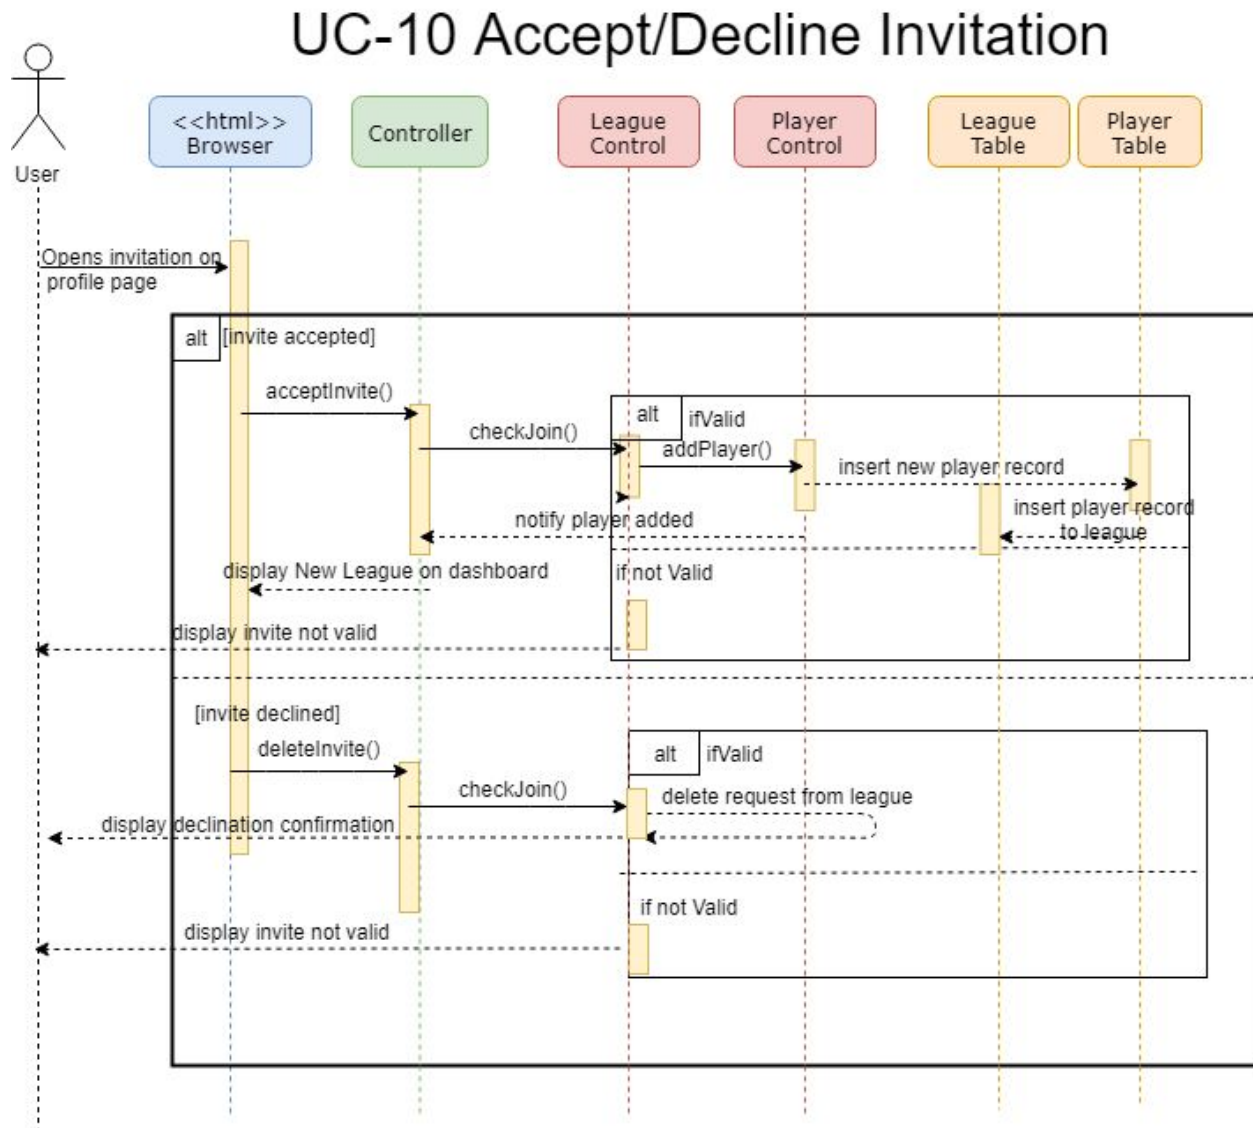 UC-10 Accept/Decline Invitation
User
<<html>>
Browser
Controller
League
Control
Player
Control
League
Table
Player
Table
Opens invitation on
profile page
alt
[invite accepted]
acceptInvite()
checkJoin()
alt
ifValid
addPlayer()
insert new player record
insert player record
to league
notify player added
display New League on dashboard
if not Valid
display invite not valid
[invite declined]
deleteInvite()
checkJoin()
alt
ifValid
delete request from league
display declination confirmation
if not Valid
display invite not valid